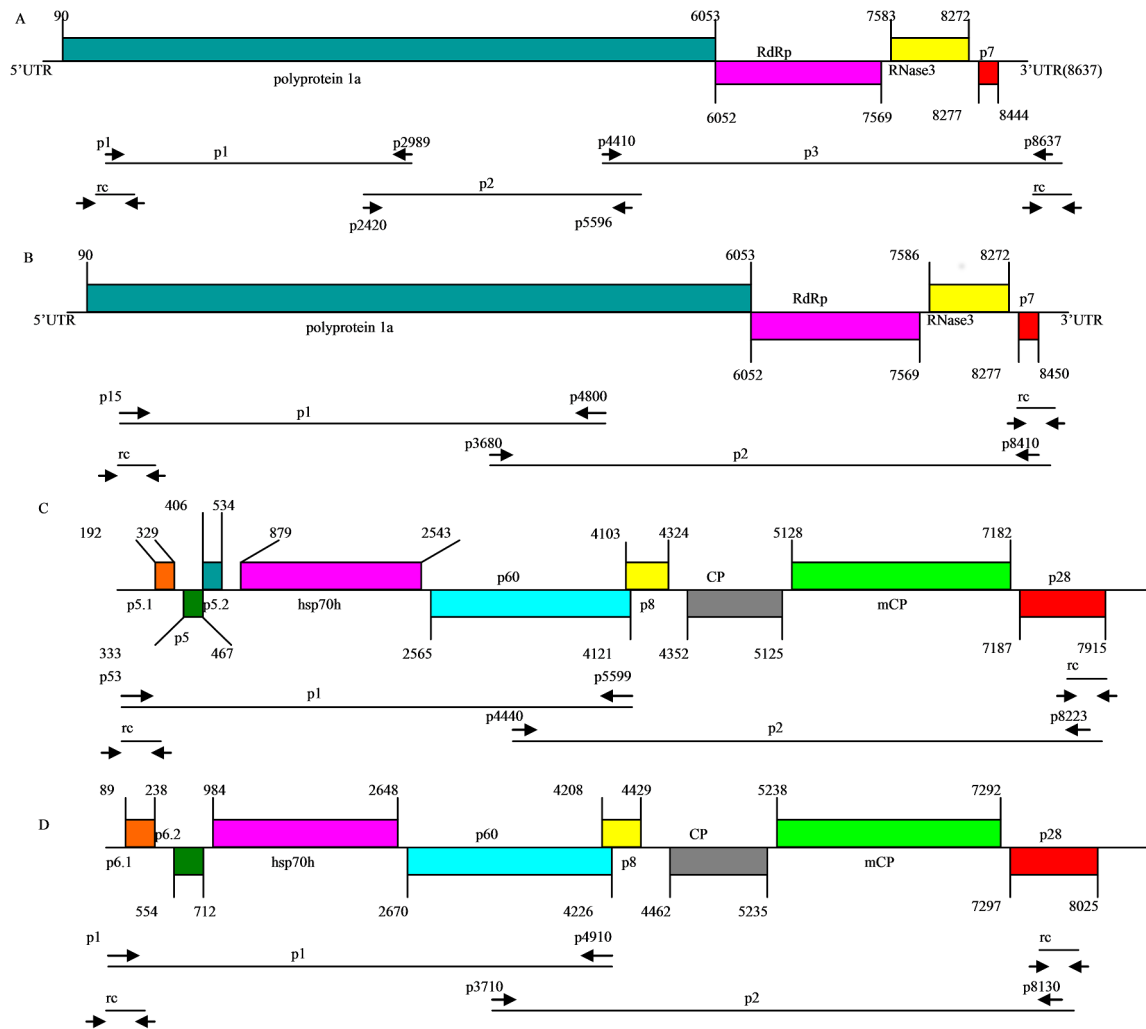 A
90 6053 7583 8272
5’UTR polyprotein 1a RdRp RNase3 p7 3’UTR(8637)
6052 7569 8277 8444
p1 p2989 p4410 p8637
p1 p3
rc p2 rc
p2420 p5596
B
90 6053 7586 8272
5’UTR polyprotein 1a RdRp RNase3 p7 3’UTR
6052 7569 8277 8450
p15 p1 p4800 rc
rc p3680 p2 p8410
C
406 534
192 329 879 2543 4103 4324 5128 7182
p5.1 p5 p5.2 hsp70h p60 p8 CP mCP p28
333 467 2565 4121 4352 5125 7187 7915
p53 p1 p5599 rc
rc p4440 p2 p8223
89 238 984 2648 4208 4429 5238 7292
D
p6.1 p6.2 hsp70h p60 p8 CP mCP p28
554 712 2670 4226 4462 5235 7297 8025
p1 p1 p4910 rc
rc p3710 p2 p8130